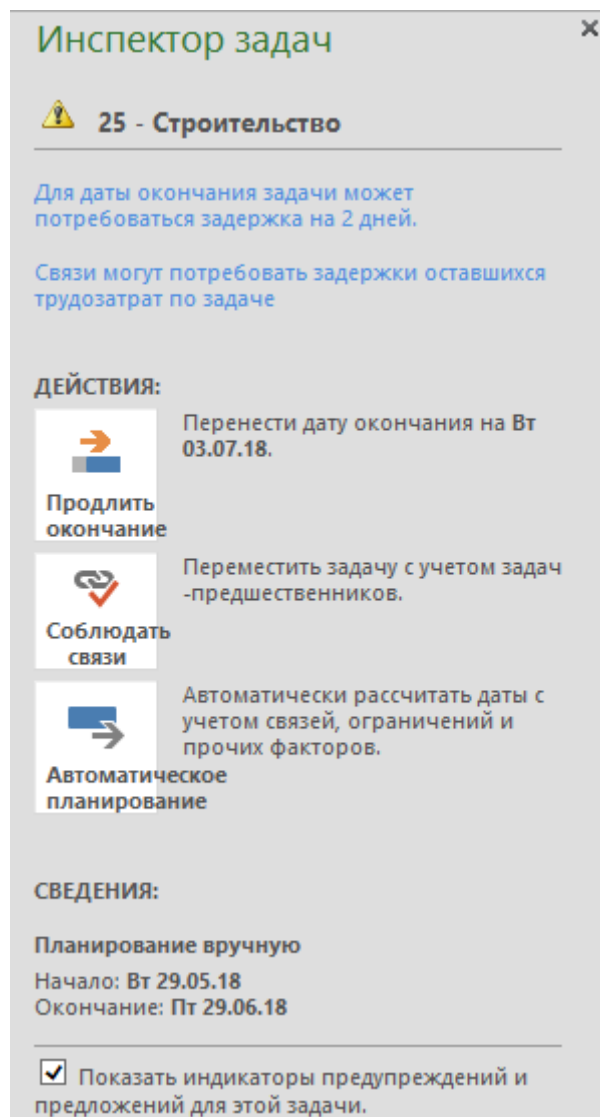 Инспектор задач
25 - Строительство
Для даты окончания задачи может
потребоваться задержка на 2 дней.
Связи могут потребовать задержки оставшихся
трудозатрат по задаче
ДЕЙСТВИЯ:
Продлить
окончание
Перенести дату окончания на Вт
03.07.18.
Соблюдать
связи
Переместить задачу с учетом задач
-предшественников.
Автоматическое
планирование
Автоматически рассчитать даты с
учетом связей, ограничений и
прочих факторов.
СВЕДЕНИЯ:
Планирование вручную
Начало: Вт 29.05.18
Окончание: Пт 29.06.18
Показать индикаторы предупреждений и
предложений для этой задачи.